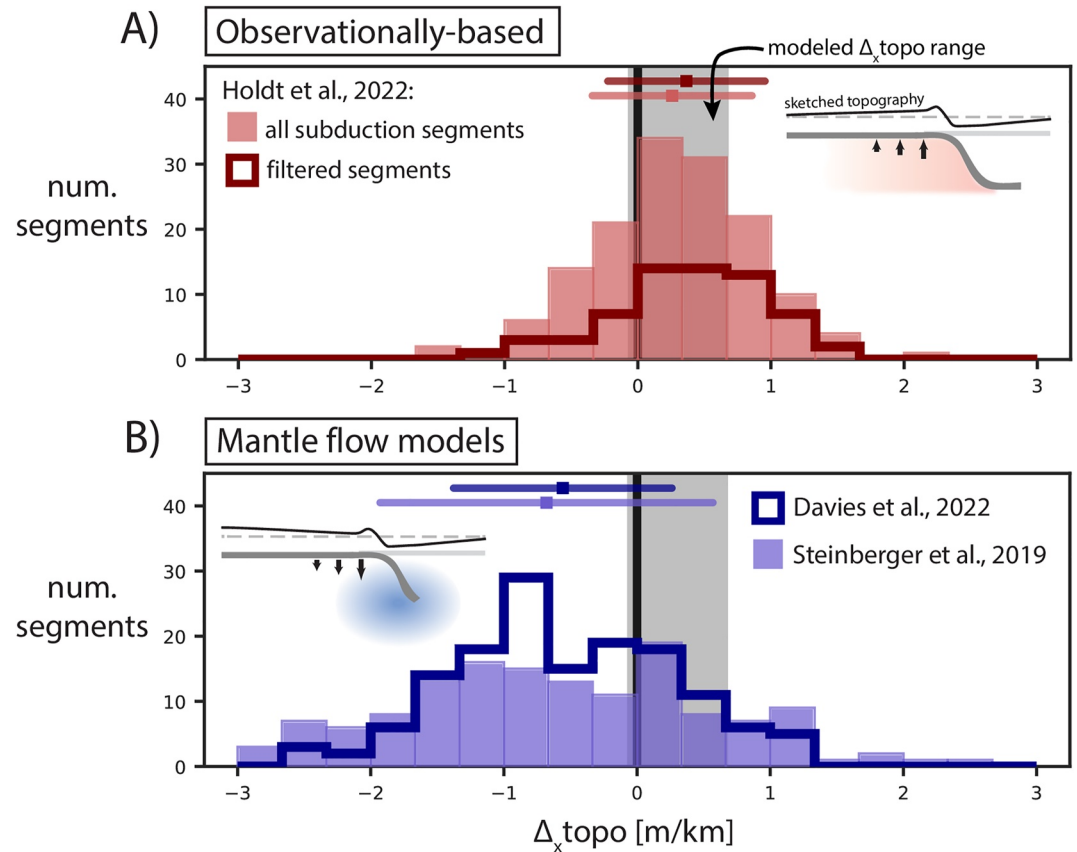 A)
Observationally-based
modeled Δxtopo range
Holdt et al., 2022:
all subduction segments
filtered segments
sketched topography
num.
segments
40
30
20
10
0
−3
−2
−1
0
1
2
3
B)
Mantle flow models
Davies et al., 2022
Steinberger et al., 2019
num.
segments
40
30
20
10
0
−3
−2
−1
0
1
2
3
Δxtopo [m/km]